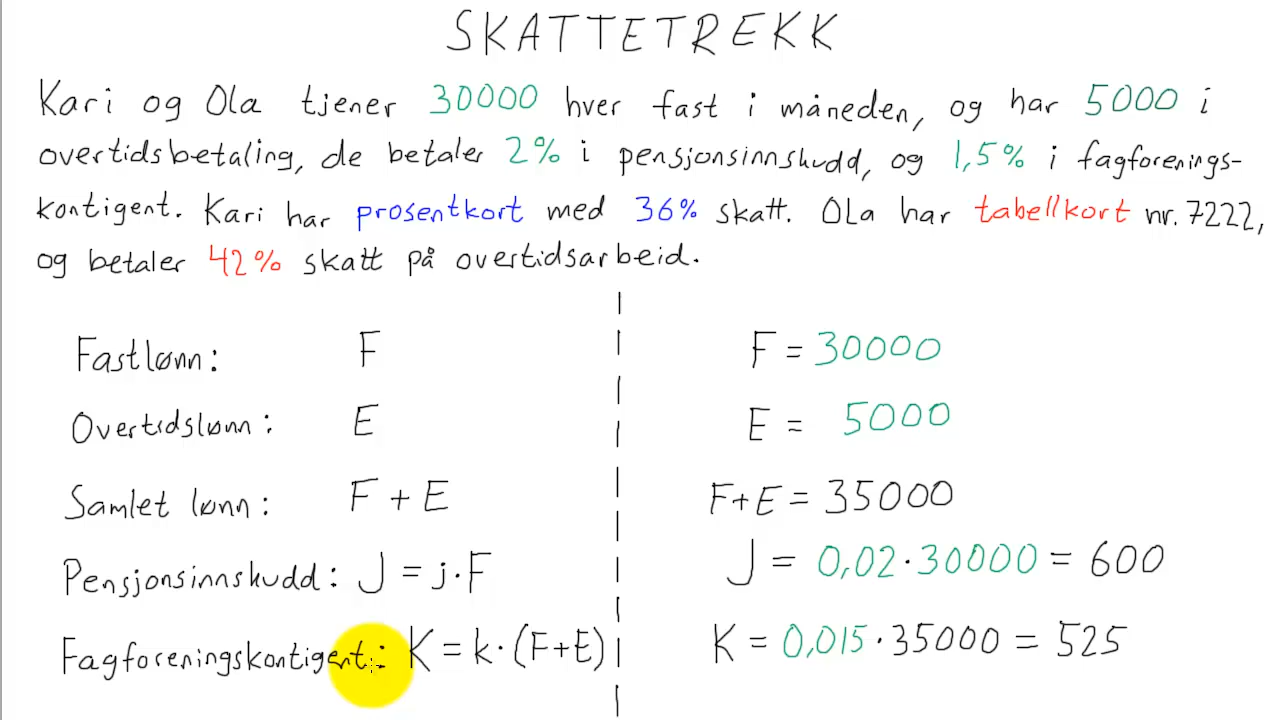 SKATTETREKK
Kari og Ola tjener 30000 hver fast i måneden, og har 5000 i
overtidsbetaling, de betaler 2% i pensjonsinnskudd, og 1,5% i fagforenings-
kontigent. Kari har prosentkort med 36% skatt. OLa har tabellkort nr. 7222,
og betaler 42% skatt på overtidsarbeid.
Fastlønn: F
F = 30000
Overtidslønn: E
E = 5000
Samlet lønn: F + E
F+E = 35000
Pensjonsinnskudd: J = j·F
J = 0,02·30000 = 600
Fagforeningskontigent: K = k·(F+E)
K = 0,015·35000 = 525